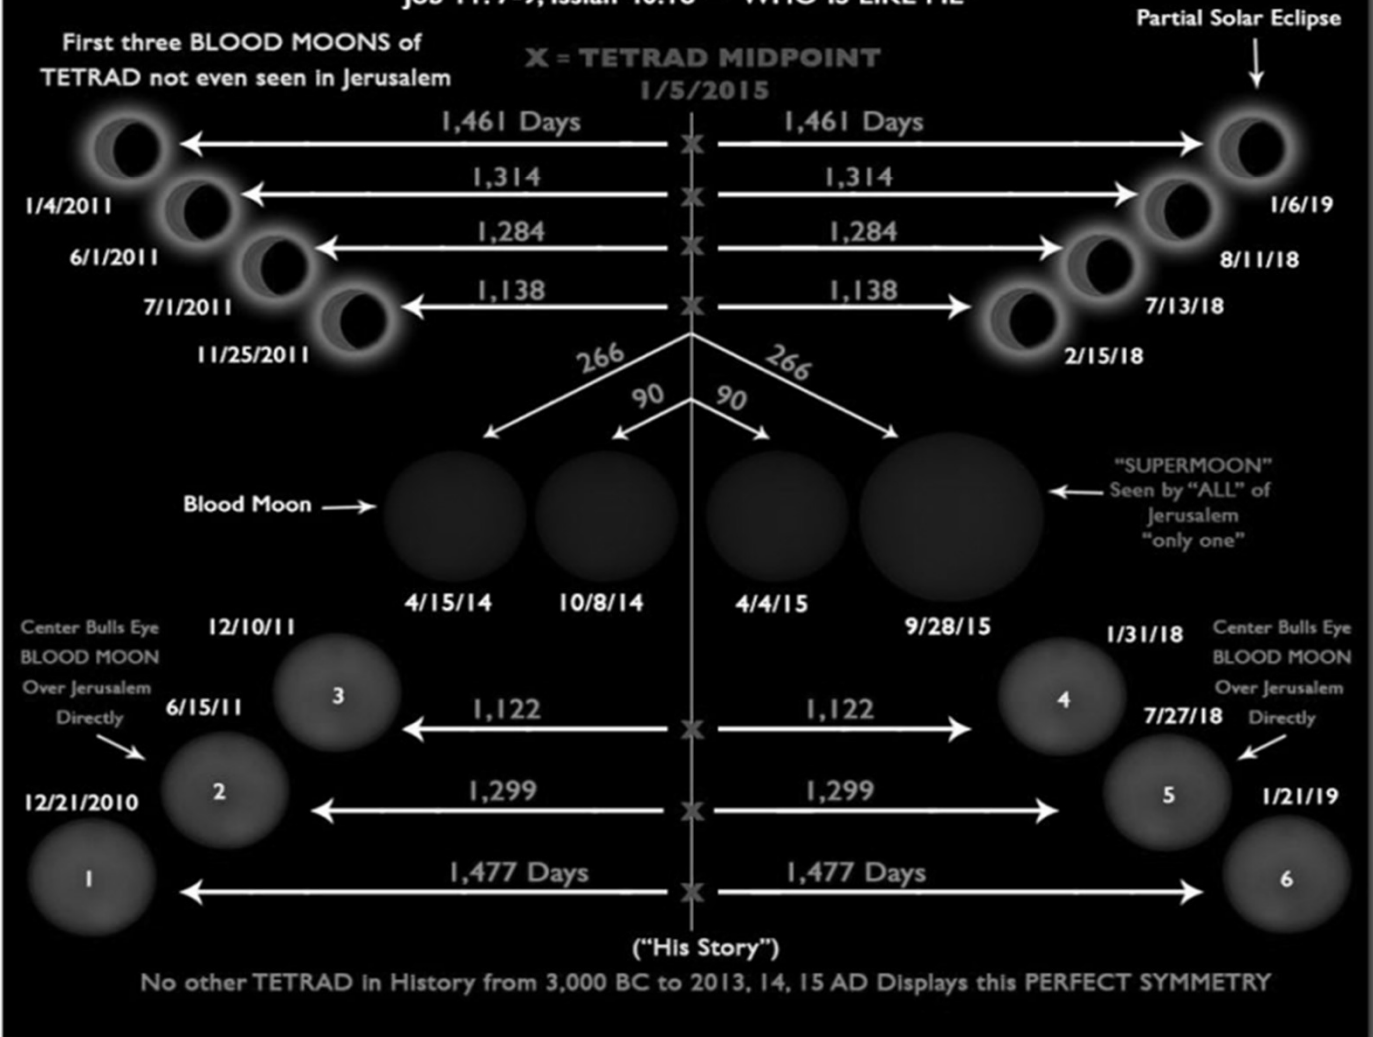 Partial Solar Eclipse
First three BLOOD MOONS of
TETRAD not even seen in Jerusalem
X = TETRAD MIDPOINT
1/5/2015
1,461 Days
1,461 Days
X
1,314
1,314
X
1/4/2011
1/6/19
1,284
1,284
X
6/1/2011
8/11/18
1,138
1,138
X
7/1/2011
7/13/18
11/25/2011
2/15/18
266
266
90
90
"SUPERMOON"
Seen by "ALL" of
Jerusalem
"only one"
Blood Moon
4/15/14
10/8/14
4/4/15
9/28/15
Center Bulls Eye
BLOOD MOON
Over Jerusalem
Directly
12/10/11
3
6/15/11
2
12/21/2010
1
1/31/18
4
Center Bulls Eye
BLOOD MOON
Over Jerusalem
Directly
7/27/18
5
1/21/19
6
1,122
1,122
X
1,299
1,299
X
1,477 Days
1,477 Days
X
("His Story")
No other TETRAD in History from 3,000 BC to 2013, 14, 15 AD Displays this PERFECT SYMMETRY